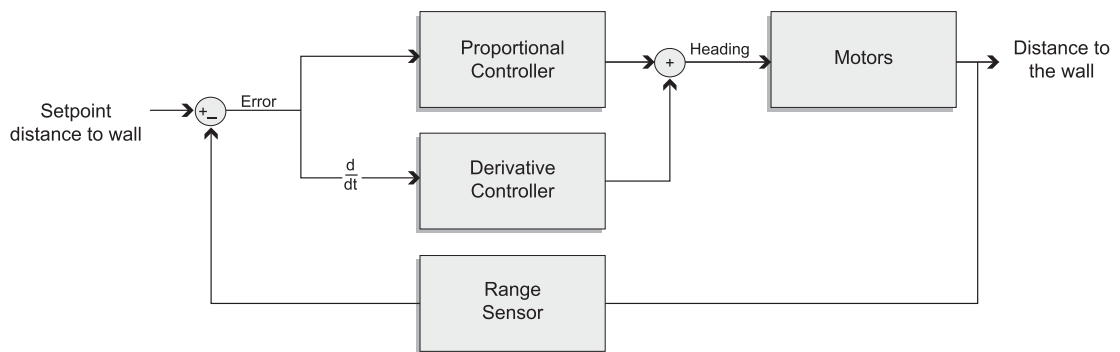 Setpoint
distance to wall
+
−
Error
d
dt
Proportional
Controller
Derivative
Controller
Range
Sensor
+
Heading
Motors
Distance to
the wall